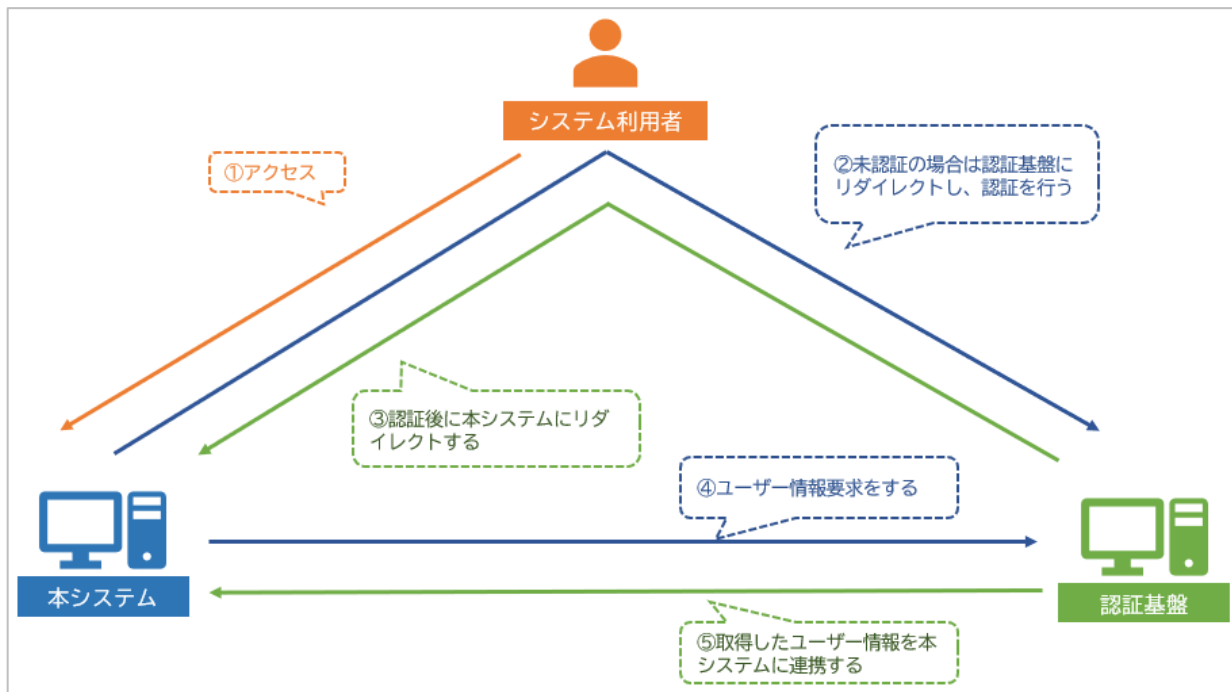 システム利用者
①アクセス
②未認証の場合は認証基盤に
リダイレクトし、認証を行う
③認証後に本システムにリダ
イレクトする
④ユーザー情報要求をする
本システム
認証基盤
⑤取得したユーザー情報を本
システムに連携する